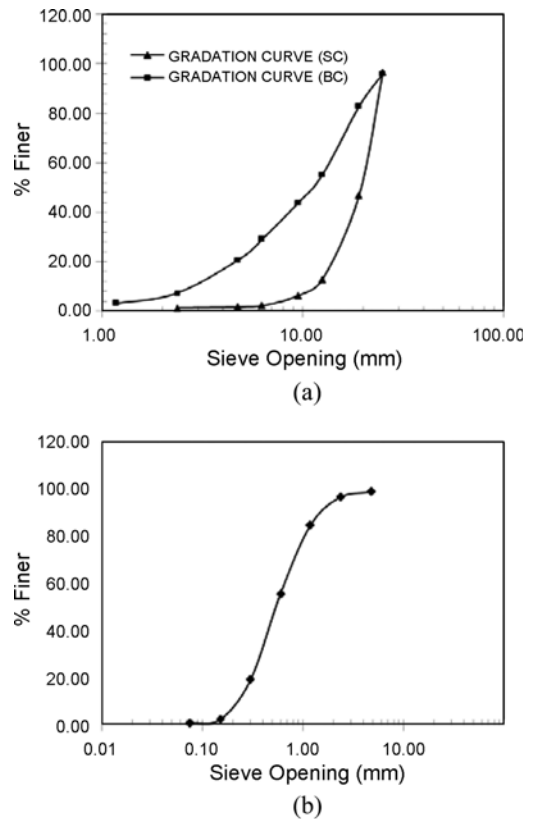 120.00
GRADATION CURVE (SC)
100.00
GRADATION CURVE (BC)
80.00
60.00
40.00
20.00
0.00
% Finer
1.00 10.00 100.00
Sieve Opening (mm)
(a)
120.00
100.00
80.00
60.00
40.00
20.00
0.00
% Finer
0.01 0.10 1.00 10.00
Sieve Opening (mm)
(b)